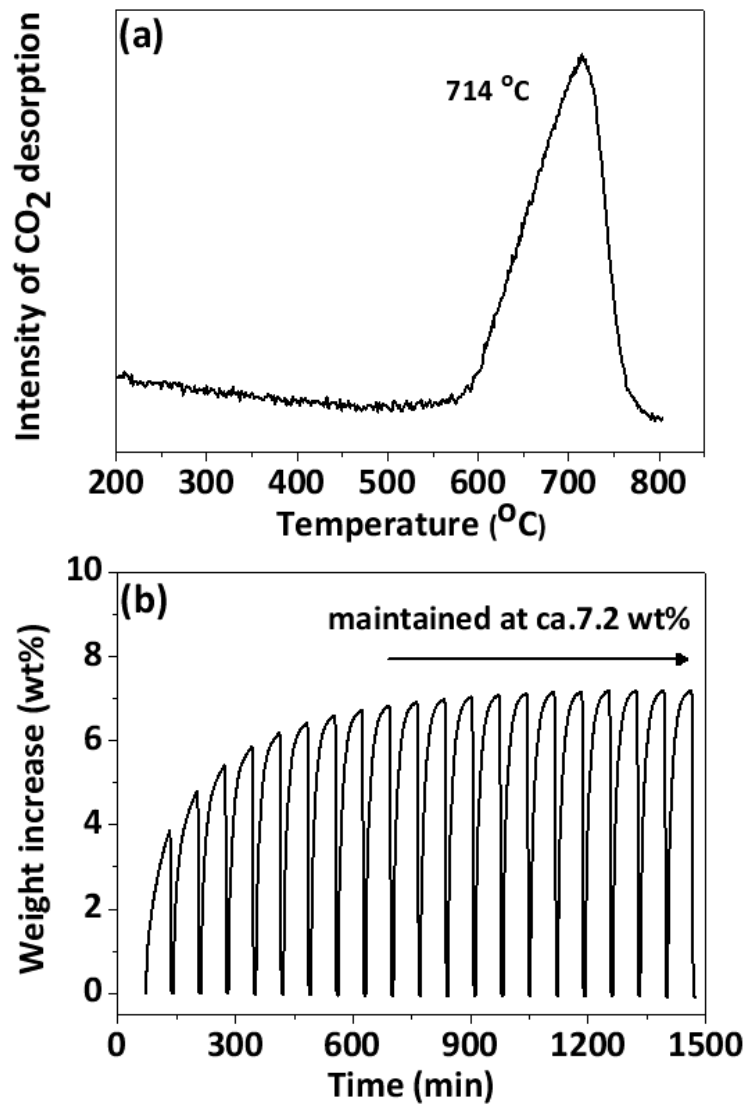 (a)
714 °C
Intensity of CO2 desorption
200 300 400 500 600 700 800
Temperature (°C)
(b)
maintained at ca.7.2 wt%
Weight increase (wt%)
10
8
6
4
2
0
0 300 600 900 1200 1500
Time (min)